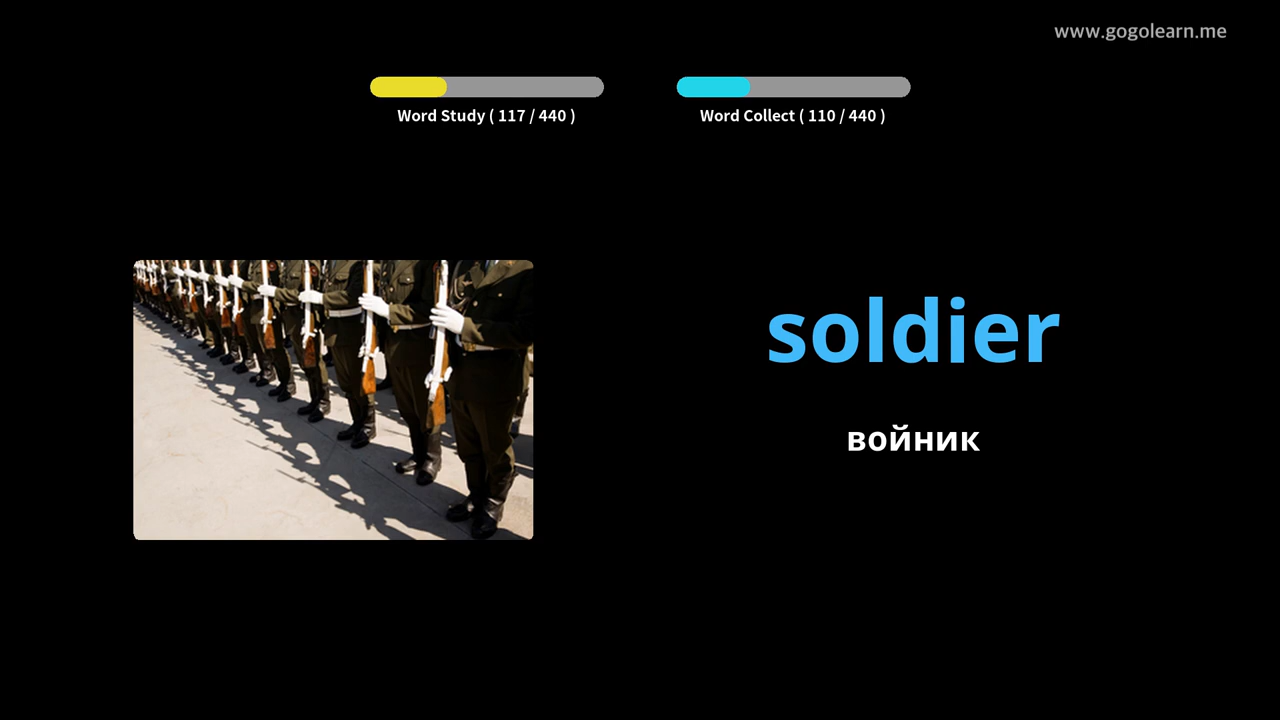 www.gogolearn.me
Word Study ( 117 / 440 )
Word Collect ( 110 / 440 )
soldier
войник